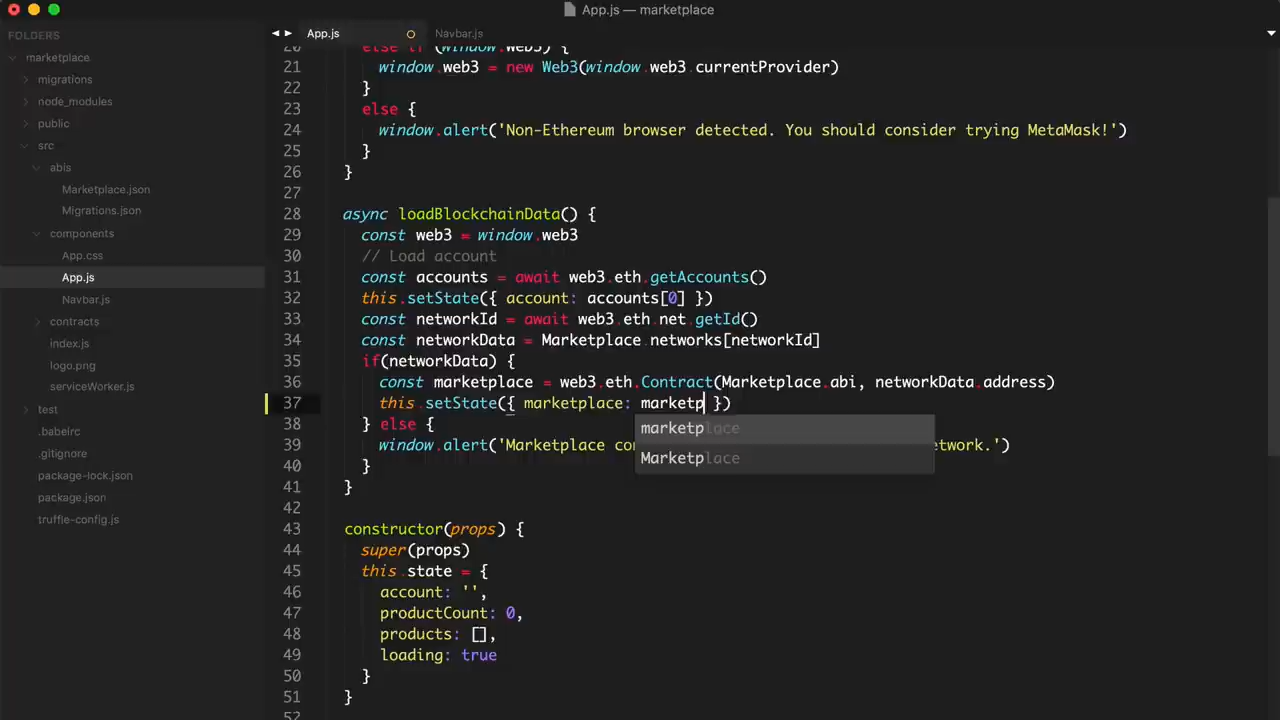 App.js — marketplace
FOLDERS
marketplace
migrations
node_modules
public
src
abis
Marketplace.json
Migrations.json
components
App.css
App.js
Navbar.js
contracts
index.js
logo.png
serviceWorker.js
test
.babelrc
.gitignore
package-lock.json
package.json
truffle-config.js
App.js
Navbar.js
20 else if (window.web3) {
21 window.web3 = new Web3(window.web3.currentProvider)
22 }
23 else {
24 window.alert('Non-Ethereum browser detected. You should consider trying MetaMask!')
25 }
26 }
27
28 async loadBlockchainData() {
29 const web3 = window.web3
30 // Load account
31 const accounts = await web3.eth.getAccounts()
32 this.setState({ account: accounts[0] })
33 const networkId = await web3.eth.net.getId()
34 const networkData = Marketplace.networks[networkId]
35 if(networkData) {
36 const marketplace = web3.eth.Contract(Marketplace.abi, networkData.address)
37 this.setState({ marketplace: marketp })
marketplace
Marketplace
38 } else {
39 window.alert('Marketplace co etwork.')
40 }
41 }
42
43 constructor(props) {
44 super(props)
45 this.state = {
46 account: '',
47 productCount: 0,
48 products: [],
49 loading: true
50 }
51 }
52